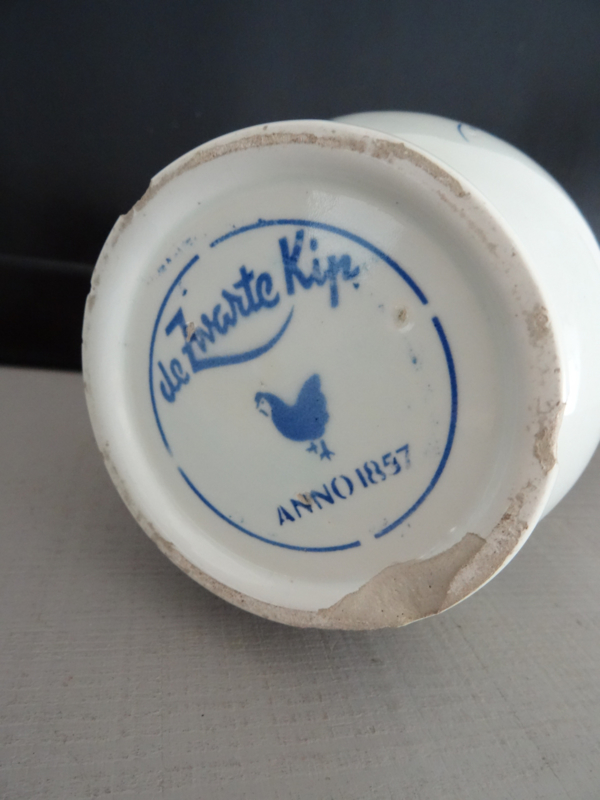 de Zwarte Kip
ANNO 1857